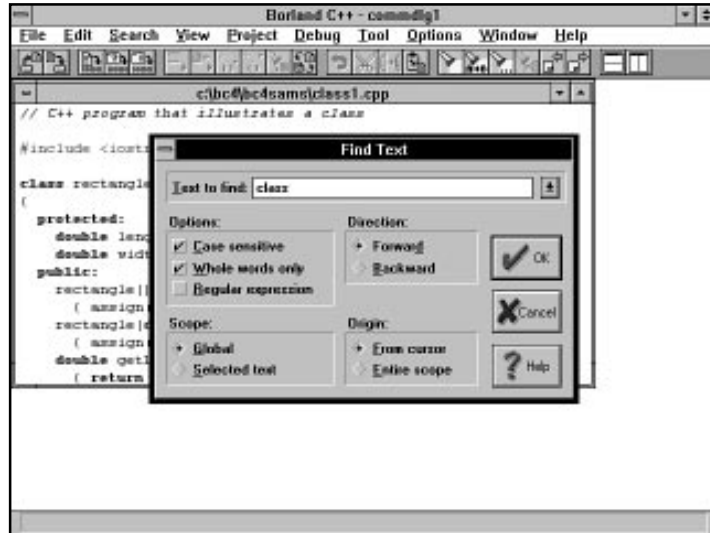 Borland C++ - commdlg1
File Edit Search View Project Debug Tool Options Window Help
c:\bc4\bc4sams\class1.cpp
// C++ program that illustrates a class
#include <iostr
class rectangle
{
protected:
double leng
double widt
public:
rectangle()
{ assign
rectangle(d
{ assign
double getl
{ return
Find Text
Text to find: class
Options:
Case sensitive
Whole words only
Regular expression
Direction:
Forward
Backward
Scope:
Global
Selected text
Origin:
From cursor
Entire scope
OK
Cancel
Help